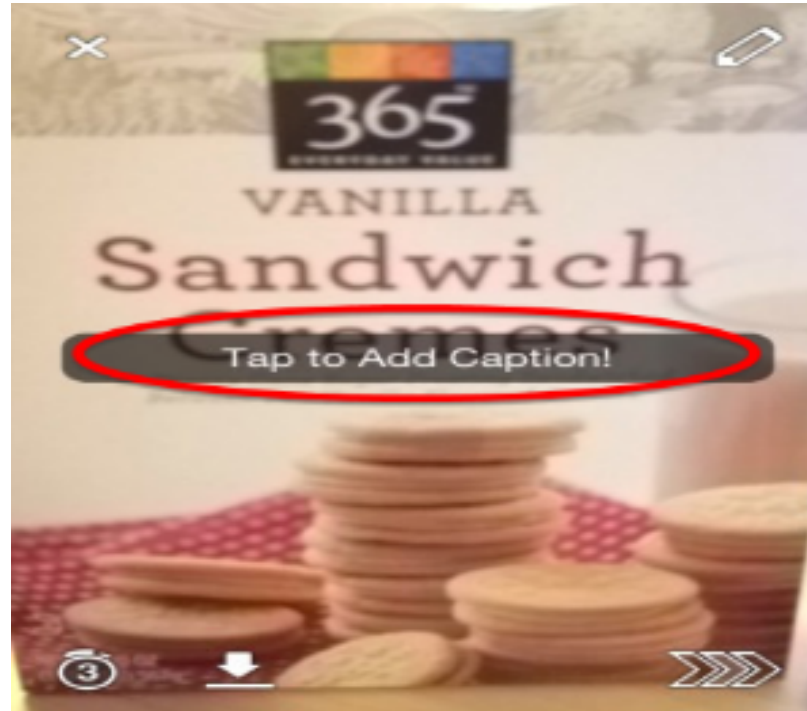 365
EVERYDAY VALUE
VANILLA
Sandwich
Cremes
Tap to Add Caption!
3